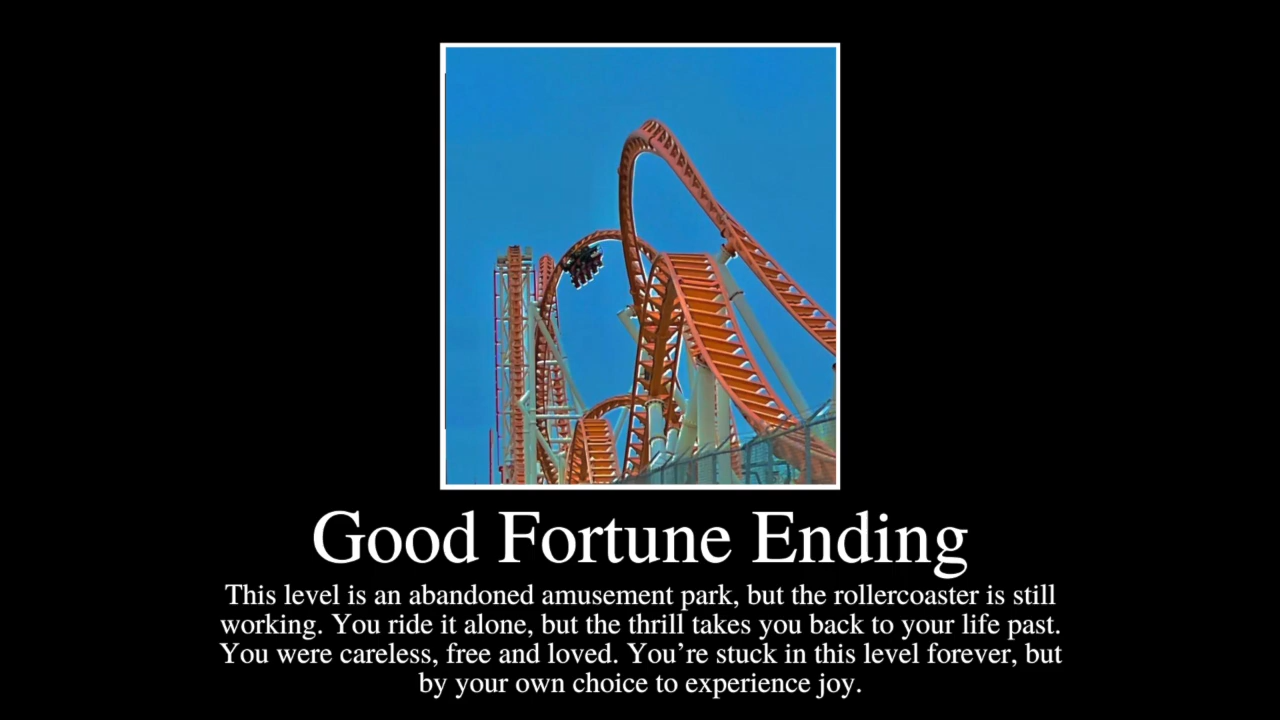 Good Fortune Ending
This level is an abandoned amusement park, but the rollercoaster is still
working. You ride it alone, but the thrill takes you back to your life past.
You were careless, free and loved. You’re stuck in this level forever, but
by your own choice to experience joy.